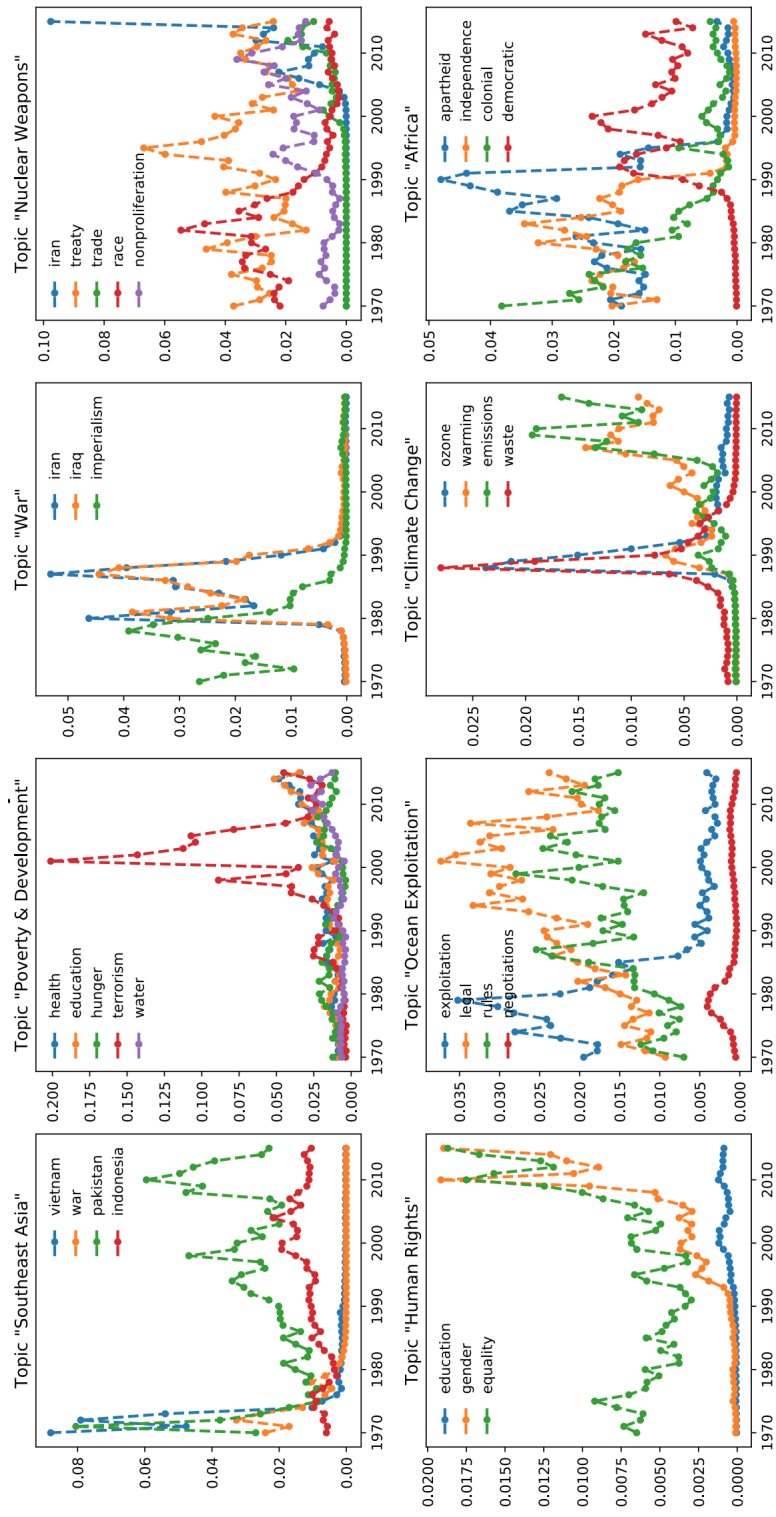 Topic "Southeast Asia"
0.08
0.06
0.04
0.02
0.00
1970
1980
1990
2000
2010
vietnam
war
pakistan
indonesia
Topic "Poverty & Development"
0.200
0.175
0.150
0.125
0.100
0.075
0.050
0.025
0.000
1970
1980
1990
2000
2010
health
education
hunger
terrorism
water
Topic "War"
0.05
0.04
0.03
0.02
0.01
0.00
1970
1980
1990
2000
2010
iran
iraq
imperialism
Topic "Nuclear Weapons"
0.10
0.08
0.06
0.04
0.02
0.00
1970
1980
1990
2000
2010
iran
treaty
trade
race
nonproliferation
Topic "Human Rights"
0.0200
0.0175
0.0150
0.0125
0.0100
0.0075
0.0050
0.0025
0.0000
1970
1980
1990
2000
2010
education
gender
equality
Topic "Ocean Exploitation"
0.035
0.030
0.025
0.020
0.015
0.010
0.005
0.000
1970
1980
1990
2000
2010
exploitation
legal
rules
negotiations
Topic "Climate Change"
0.025
0.020
0.015
0.010
0.005
0.000
1970
1980
1990
2000
2010
ozone
warming
emissions
waste
Topic "Africa"
0.05
0.04
0.03
0.02
0.01
0.00
1970
1980
1990
2000
2010
apartheid
independence
colonial
democratic